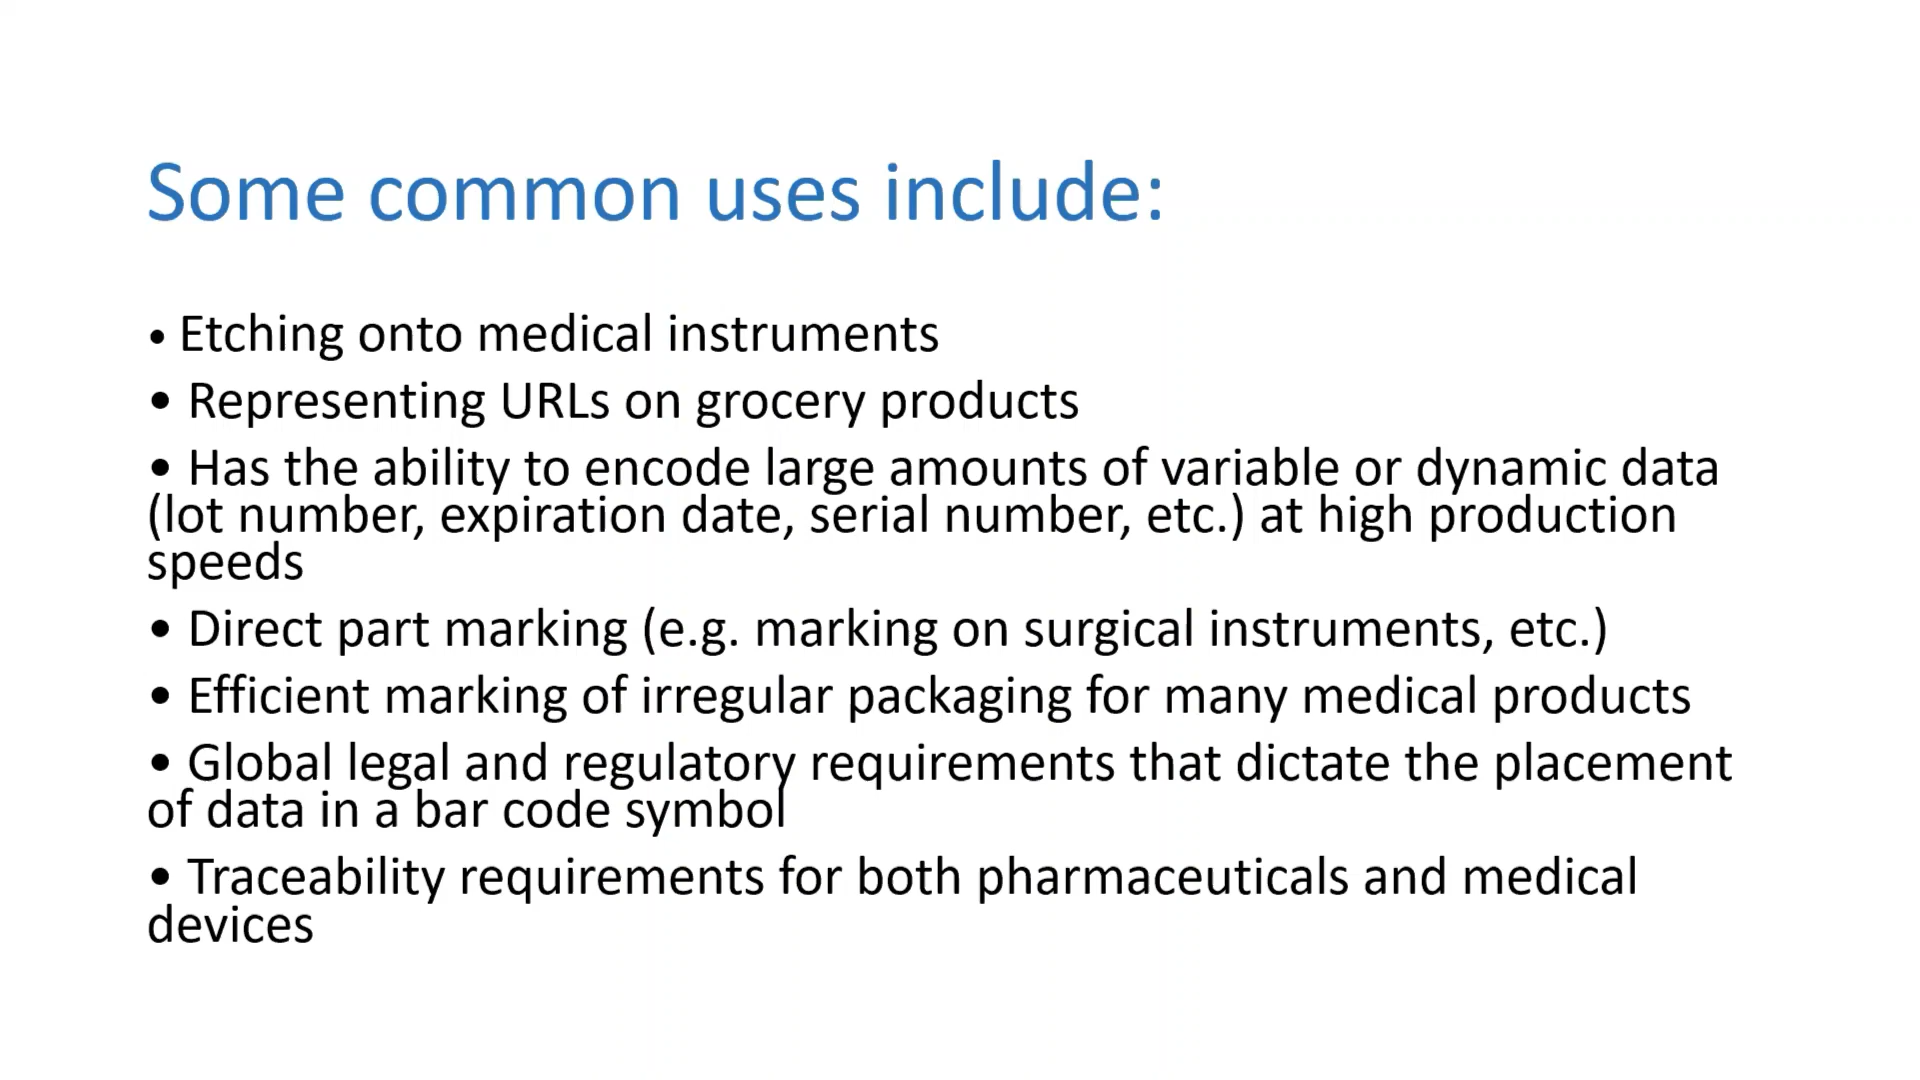 Some common uses include:
• Etching onto medical instruments
• Representing URLs on grocery products
• Has the ability to encode large amounts of variable or dynamic data
(lot number, expiration date, serial number, etc.) at high production
speeds
• Direct part marking (e.g. marking on surgical instruments, etc.)
• Efficient marking of irregular packaging for many medical products
• Global legal and regulatory requirements that dictate the placement
of data in a bar code symbol
• Traceability requirements for both pharmaceuticals and medical
devices